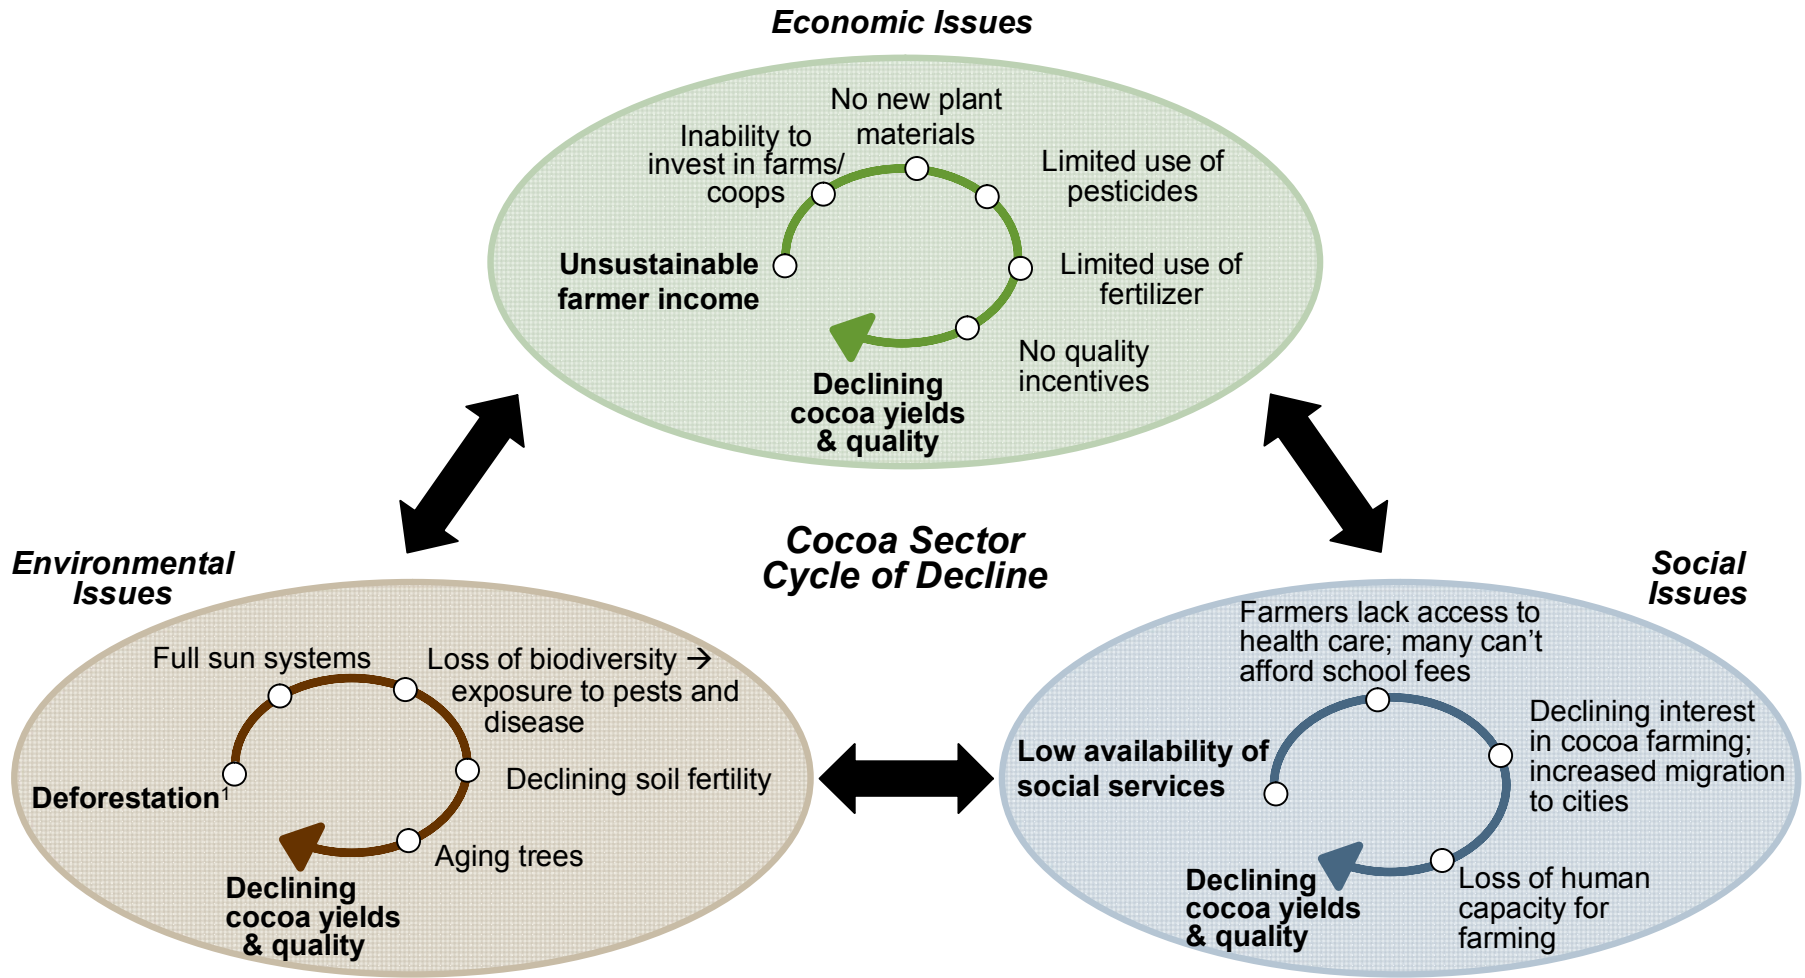 Economic Issues
No new plant
materials
Inability to
invest in farms/
coops
Limited use of
pesticides
Unsustainable
farmer income
Limited use of
fertilizer
No quality
incentives
Declining
cocoa yields
& quality
Cocoa Sector
Cycle of Decline
Environmental
Issues
Full sun systems
Loss of biodiversity →
exposure to pests and
disease
Declining soil fertility
Deforestation¹
Aging trees
Declining
cocoa yields
& quality
Social
Issues
Farmers lack access to
health care; many can't
afford school fees
Declining interest
in cocoa farming;
increased migration
to cities
Low availability of
social services
Loss of human
capacity for
farming
Declining
cocoa yields
& quality